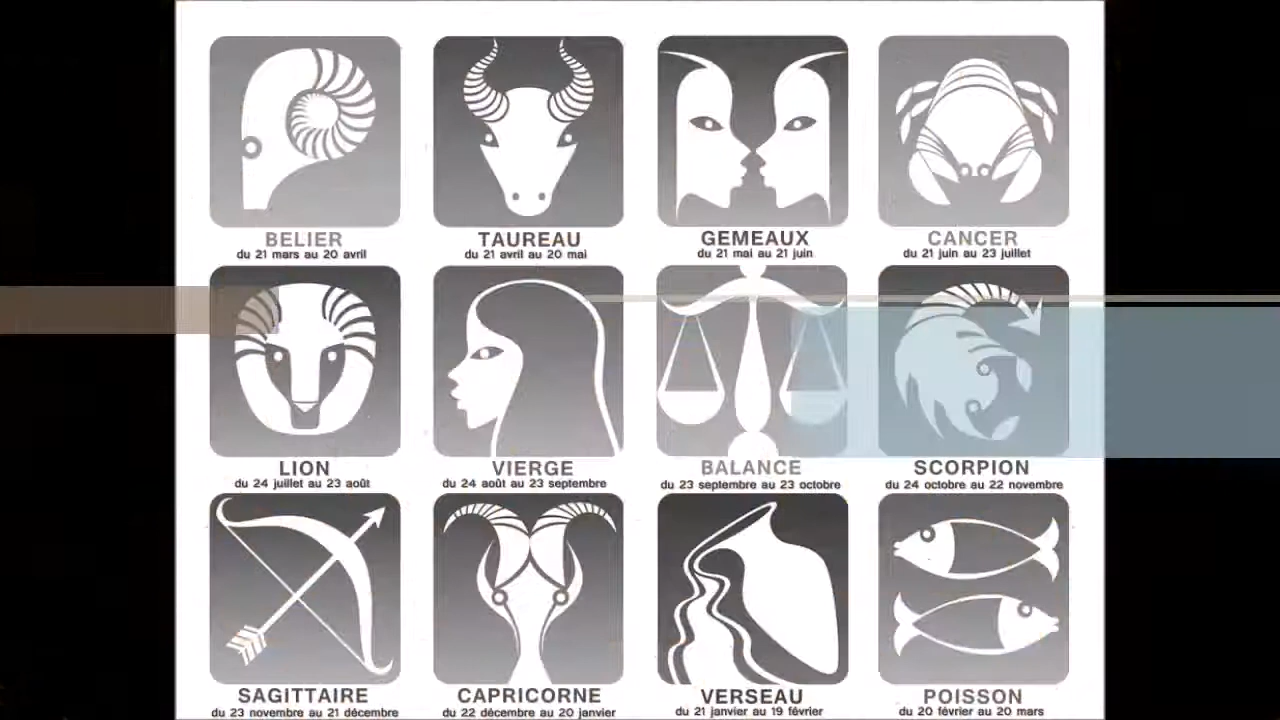 BELIER
du 21 mars au 20 avril
TAUREAU
du 21 avril au 20 mai
GEMEAUX
du 21 mai au 21 juin
CANCER
du 21 juin au 23 juillet
LION
du 24 juillet au 23 août
VIERGE
du 24 août au 23 septembre
BALANCE
du 23 septembre au 23 octobre
SCORPION
du 24 octobre au 22 novembre
SAGITTAIRE
du 23 novembre au 21 décembre
CAPRICORNE
du 22 décembre au 20 janvier
VERSEAU
du 21 janvier au 19 février
POISSON
du 20 février au 20 mars